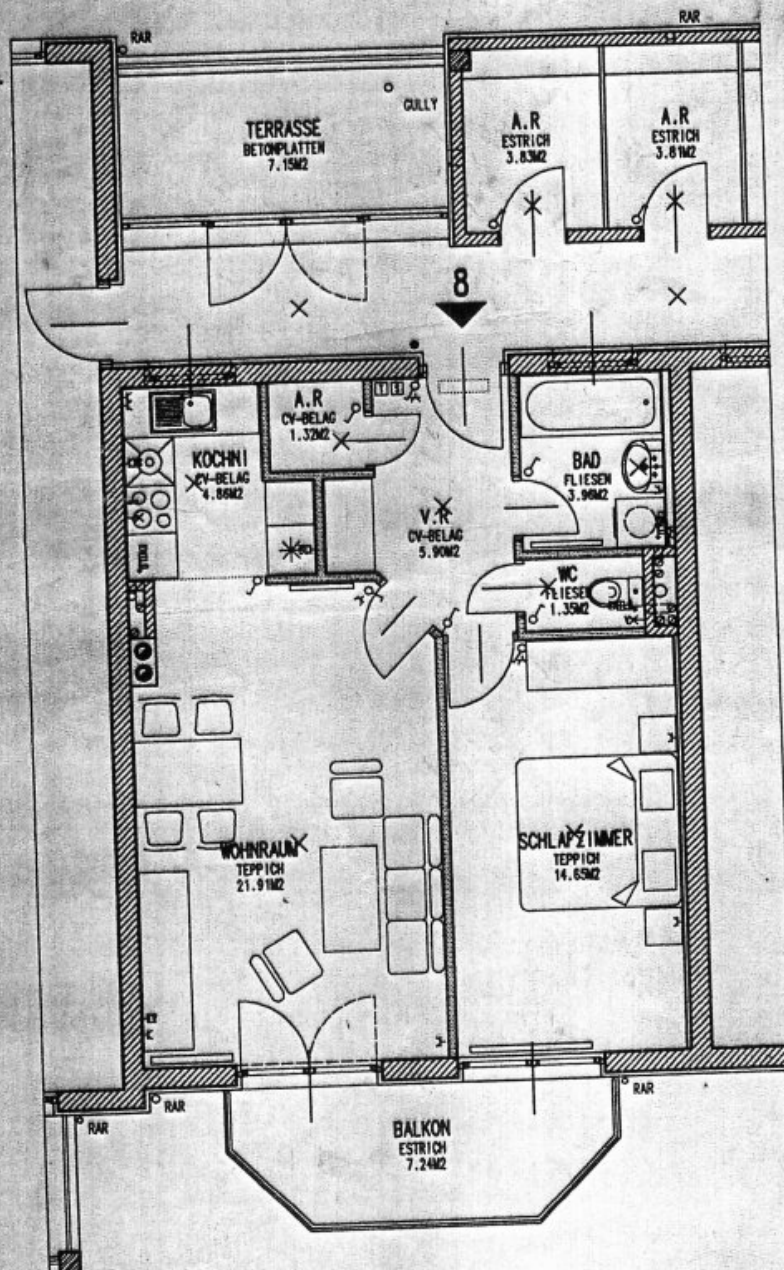 RAR
RAR
GULLY
TERRASSE
BETONPLATTEN
7.15M2
A.R
ESTRICH
3.83M2
A.R
ESTRICH
3.81M2
8
A.R
CV-BELAG
1.32M2
T S
KOCHNI
CV-BELAG
4.86M2
BAD
FLIESEN
3.96M2
V.R
CV-BELAG
5.90M2
WC
FLIESEN
1.35M2
WOHNRAUM
TEPPICH
21.91M2
SCHLAFZIMMER
TEPPICH
14.65M2
RAR
RAR
RAR
BALKON
ESTRICH
7.24M2